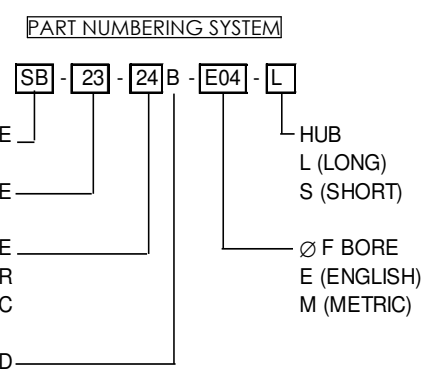 PART NUMBERING SYSTEM
SB - 23 - 24 B - E04 - L
E
HUB
L (LONG)
E
S (SHORT)
E
∅ F BORE
R
E (ENGLISH)
C
M (METRIC)
D